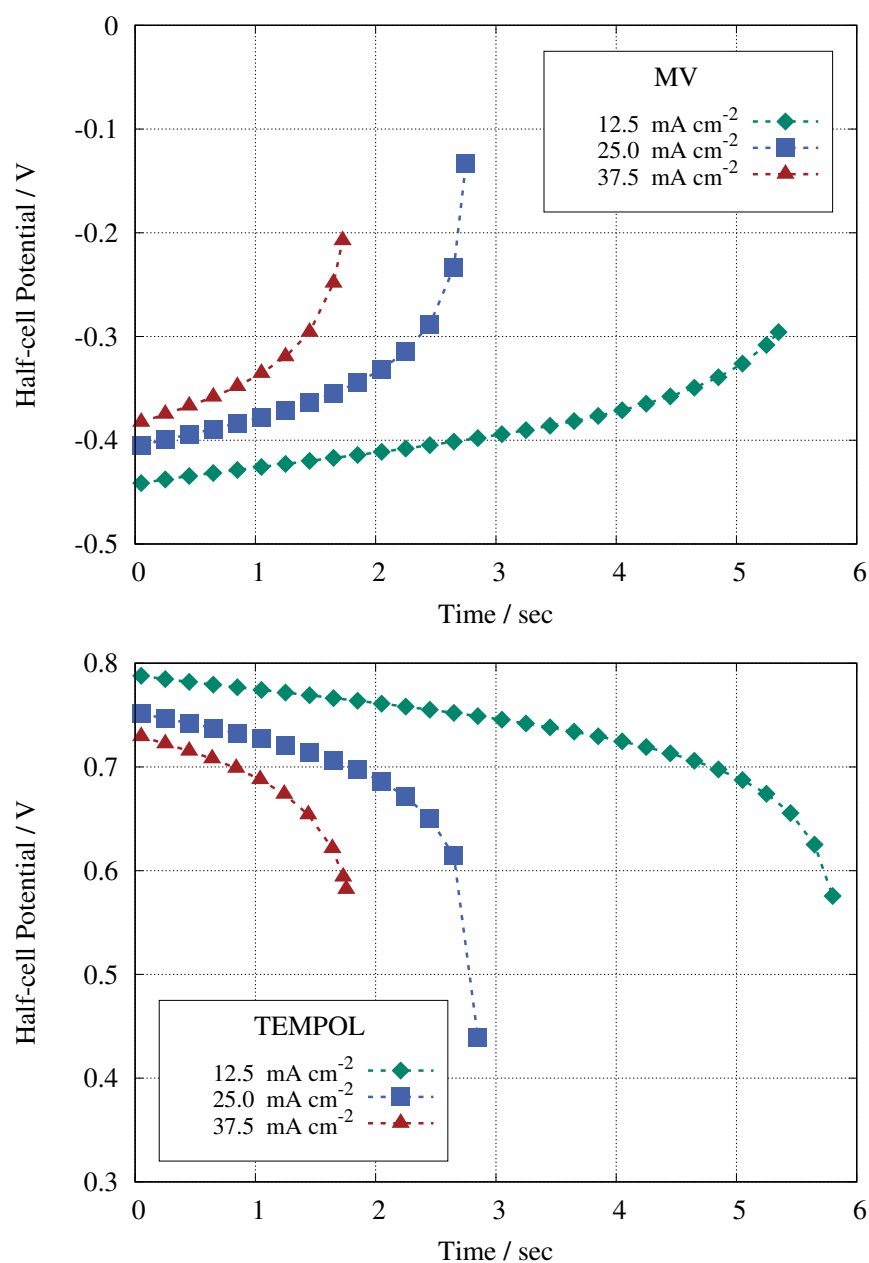 0
-0.1
-0.2
-0.3
-0.4
-0.5
Half-cell Potential / V
MV
12.5 mA cm-2
25.0 mA cm-2
37.5 mA cm-2
0 1 2 3 4 5 6
Time / sec
0.8
0.7
0.6
0.5
0.4
0.3
Half-cell Potential / V
TEMPOL
12.5 mA cm-2
25.0 mA cm-2
37.5 mA cm-2
0 1 2 3 4 5 6
Time / sec